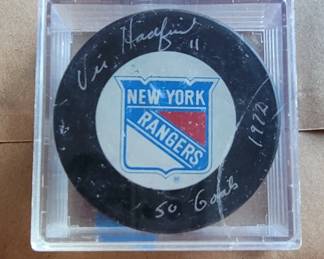 Vic Hadfield
11
NEW YORK
RANGERS
1972
50 Goals